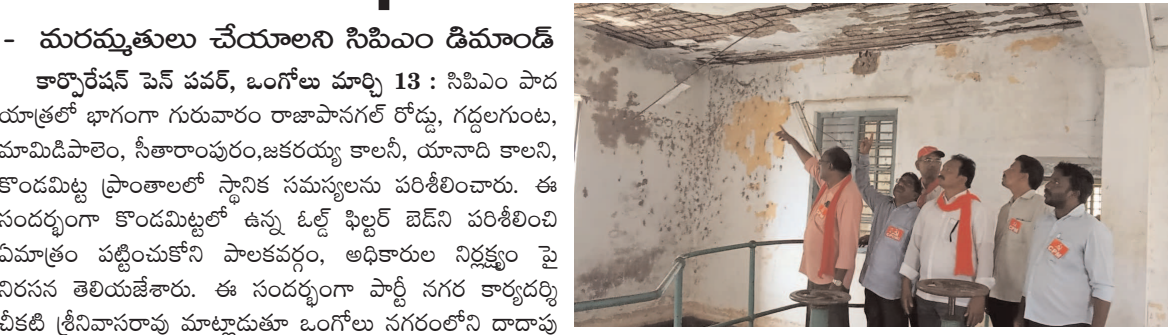 - మరమ్మతులు చేయాలని సిపిఎం డిమాండ్
కార్పొరేషన్ పెన్ పవర్, ఒంగోలు మార్చి 13 : సిపిఎం పాద
యాత్రలో భాగంగా గురువారం రాజాపానగల్ రోడ్డు, గద్దలగుంట,
మామిడిపాలెం, సీతారాంపురం,జకరయ్య కాలనీ, యానాది కాలని,
కొండమిట్ట ప్రాంతాలలో స్థానిక సమస్యలను పరిశీలించారు. ఈ
సందర్భంగా కొండమిట్టలో ఉన్న ఓల్డ్ ఫిల్టర్ బెడ్‌ని పరిశీలించి
ఏమాత్రం పట్టించుకోని పాలకవర్గం, అధికారుల నిర్లక్ష్యం పై
నిరసన తెలియజేశారు. ఈ సందర్భంగా పార్టీ నగర కార్యదర్శి
చీకటి శ్రీనివాసరావు మాట్లాడుతూ ఒంగోలు నగరంలోని దాదాపు